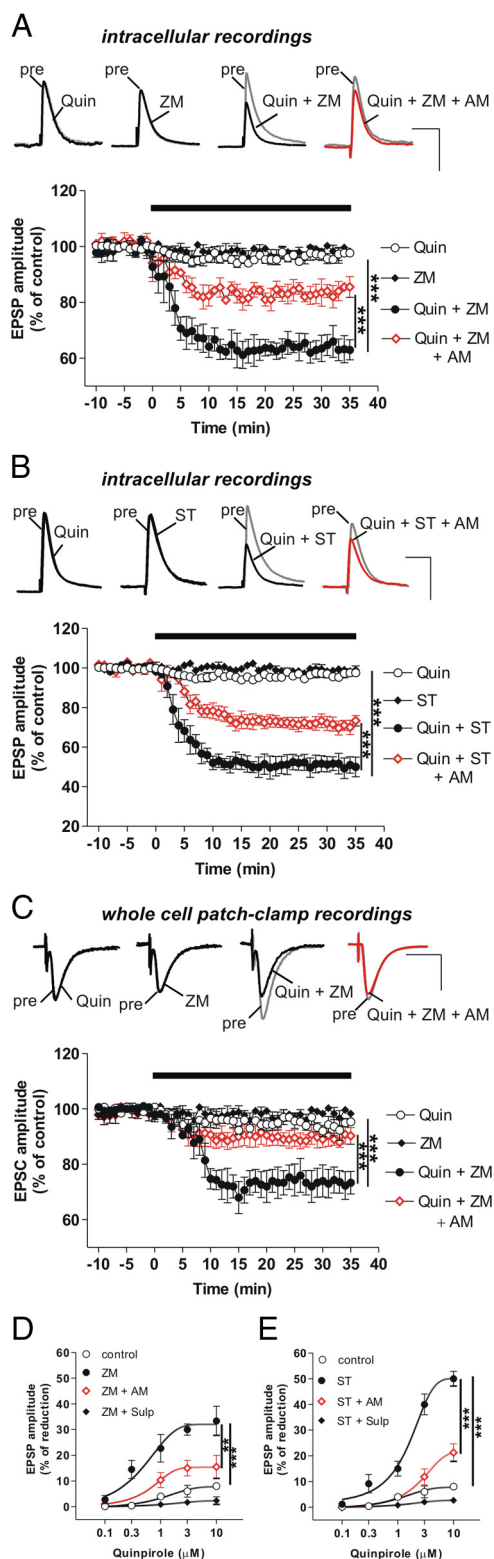 A
intracellular recordings
pre
Quin
pre
ZM
pre
Quin + ZM
pre
Quin + ZM + AM
EPSP amplitude
(% of control)
120
100
80
60
-10 -5 0 5 10 15 20 25 30 35 40
Time (min)
***
***
Quin
ZM
Quin + ZM
Quin + ZM
+ AM
B
intracellular recordings
pre
Quin
pre
ST
pre
Quin + ST
pre
Quin + ST + AM
EPSP amplitude
(% of control)
120
100
80
60
40
20
-10 -5 0 5 10 15 20 25 30 35 40
Time (min)
***
***
Quin
ST
Quin + ST
Quin + ST
+ AM
C
whole cell patch-clamp recordings
pre
Quin
pre
ZM
pre
Quin + ZM
pre
Quin + ZM + AM
EPSC amplitude
(% of control)
120
100
80
60
-10 -5 0 5 10 15 20 25 30 35 40
Time (min)
***
***
Quin
ZM
Quin + ZM
Quin + ZM
+ AM
D
EPSP amplitude
(% of reduction)
60
50
40
30
20
10
0
0.1 0.3 1 3 10
Quinpirole (µM)
control
ZM
ZM + AM
ZM + Sulp
**
***
E
EPSP amplitude
(% of reduction)
60
50
40
30
20
10
0
0.1 0.3 1 3 10
Quinpirole (µM)
control
ST
ST + AM
ST + Sulp
***
***